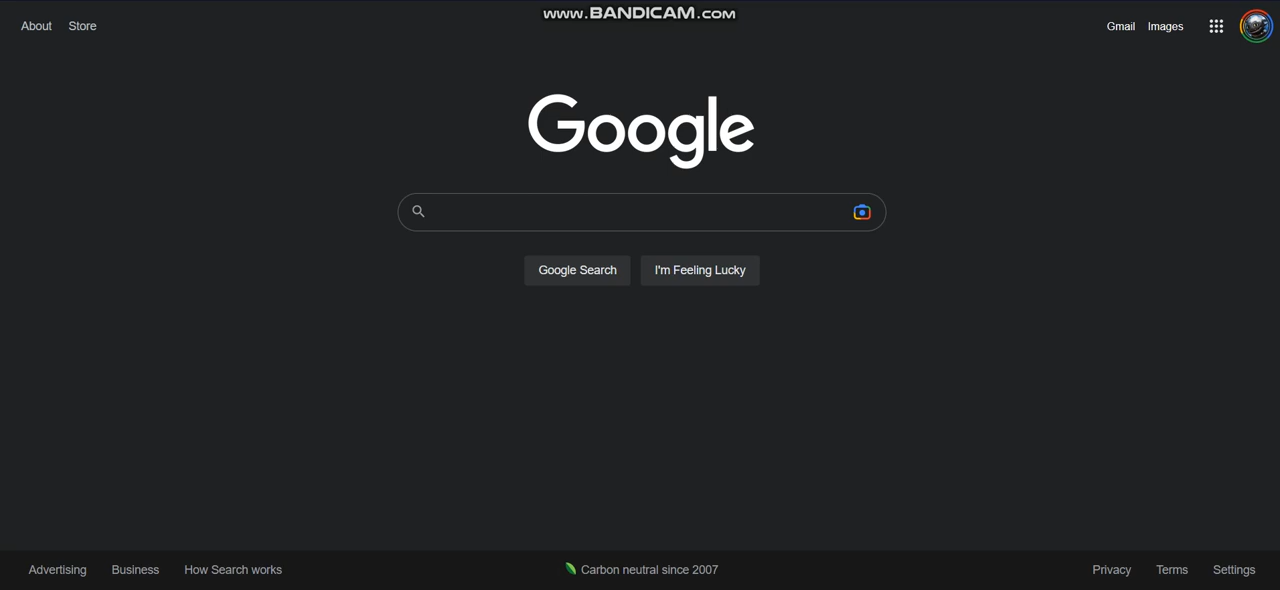 www.BANDICAM.com
About Store
Gmail Images
Google
Google Search I'm Feeling Lucky
Advertising Business How Search works
Carbon neutral since 2007
Privacy Terms Settings